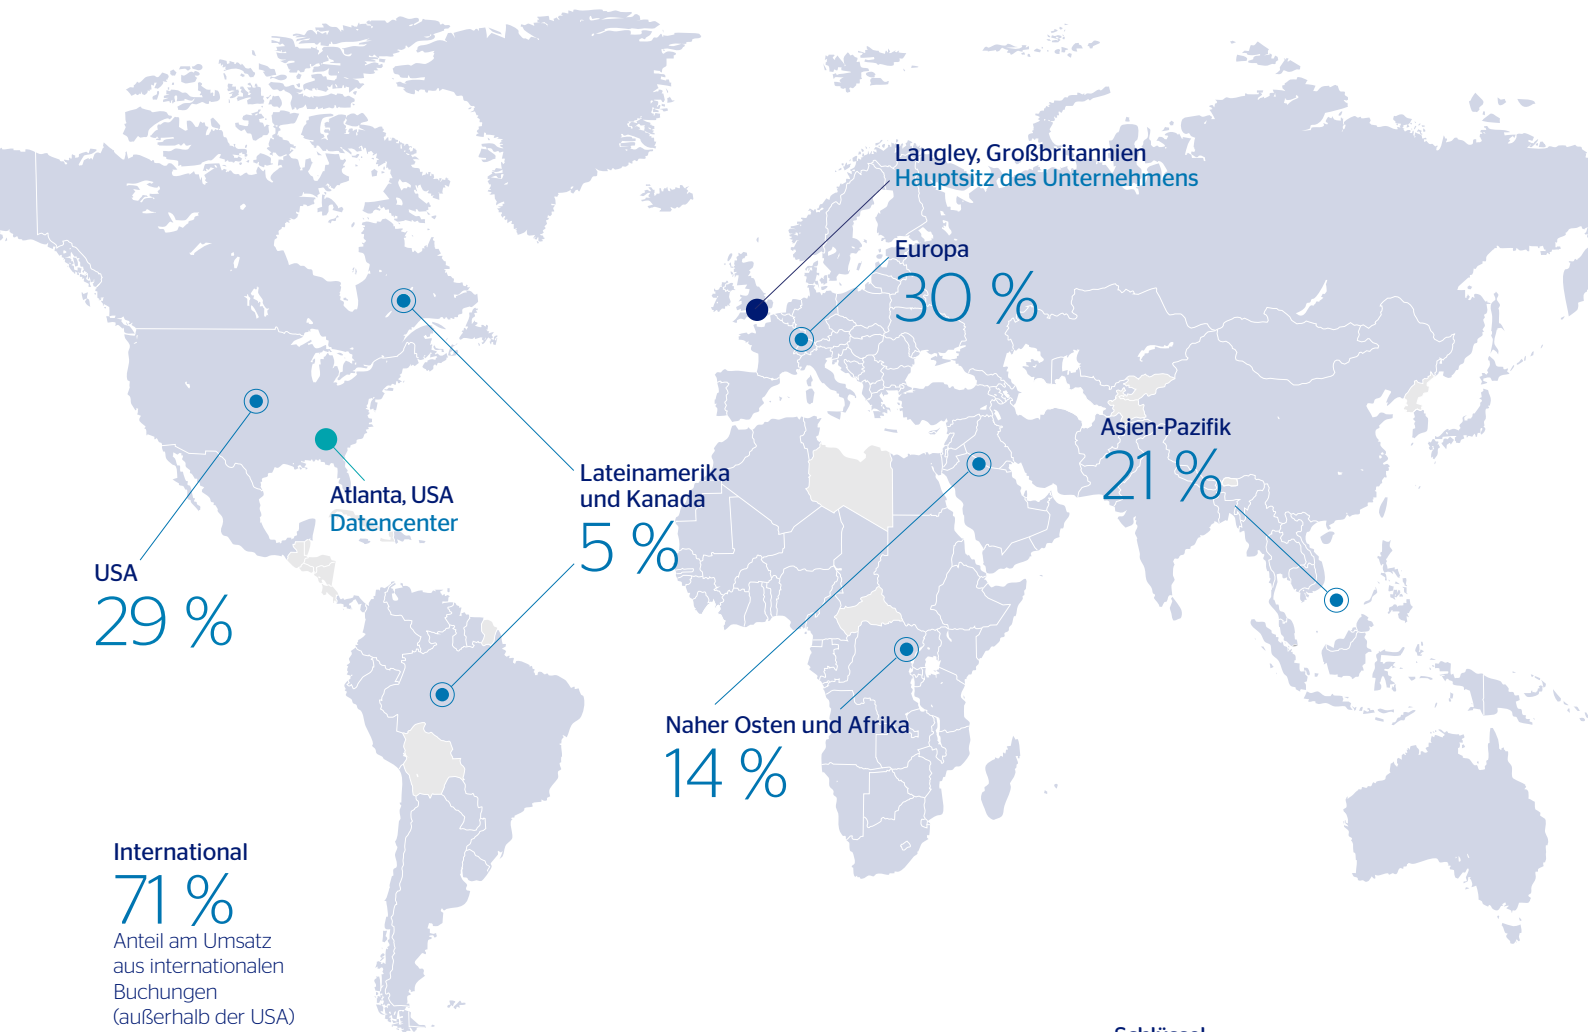 Langley, Großbritannien
Hauptsitz des Unternehmens
Europa
30 %
Asien-Pazifik
21 %
Lateinamerika
und Kanada
5 %
Atlanta, USA
Datencenter
USA
29 %
Naher Osten und Afrika
14 %
International
71 %
Anteil am Umsatz
aus internationalen
Buchungen
(außerhalb der USA)
Schlüssel